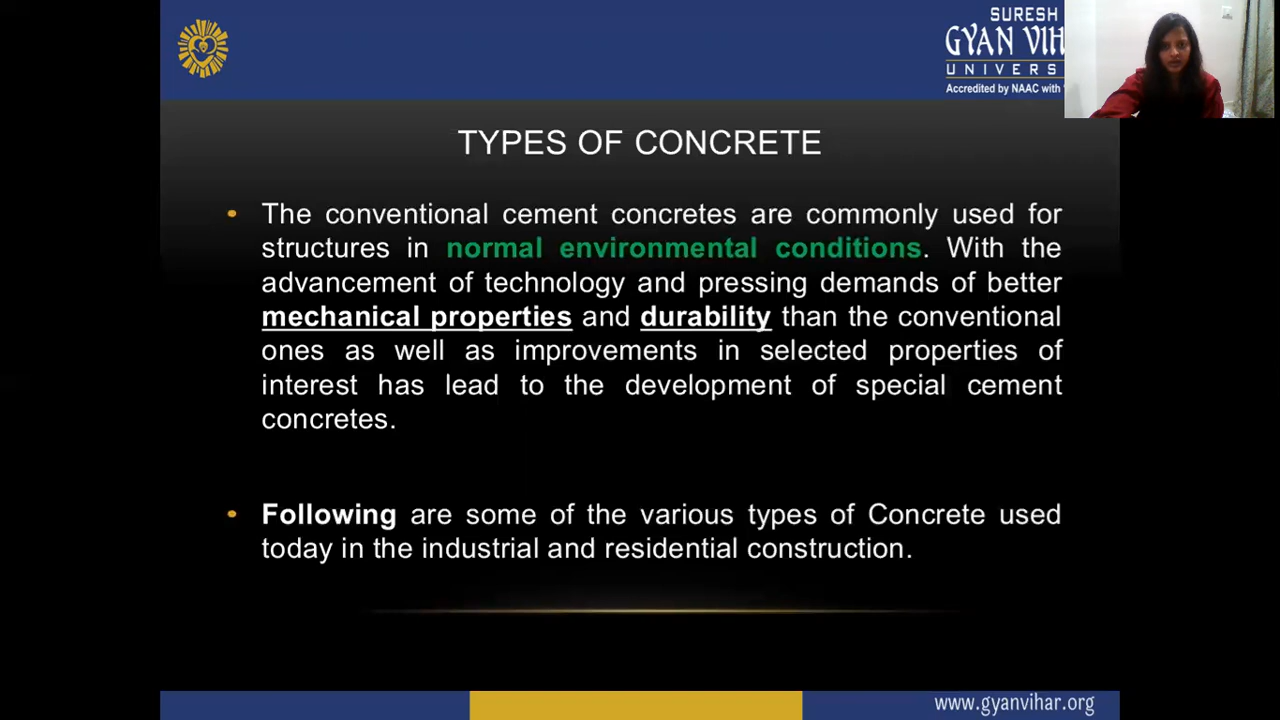 SURESH
GYAN VIH
UNIVERS
Accredited by NAAC with
TYPES OF CONCRETE
• The conventional cement concretes are commonly used for
structures in normal environmental conditions. With the
advancement of technology and pressing demands of better
mechanical properties and durability than the conventional
ones as well as improvements in selected properties of
interest has lead to the development of special cement
concretes.
• Following are some of the various types of Concrete used
today in the industrial and residential construction.
www.gyanvihar.org